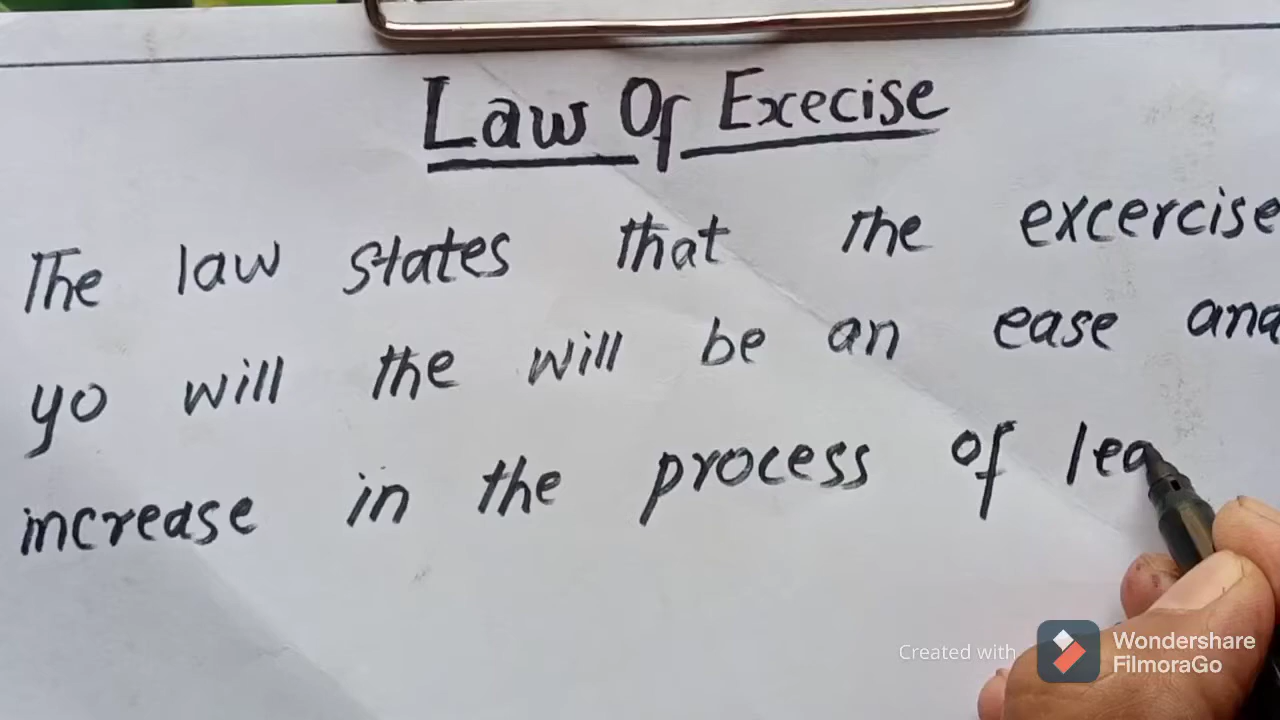 Law Of Execise
The law states that the excercise
yo will the will be an ease and
increase in the process of lea
Created with
Wondershare
FilmoraGo